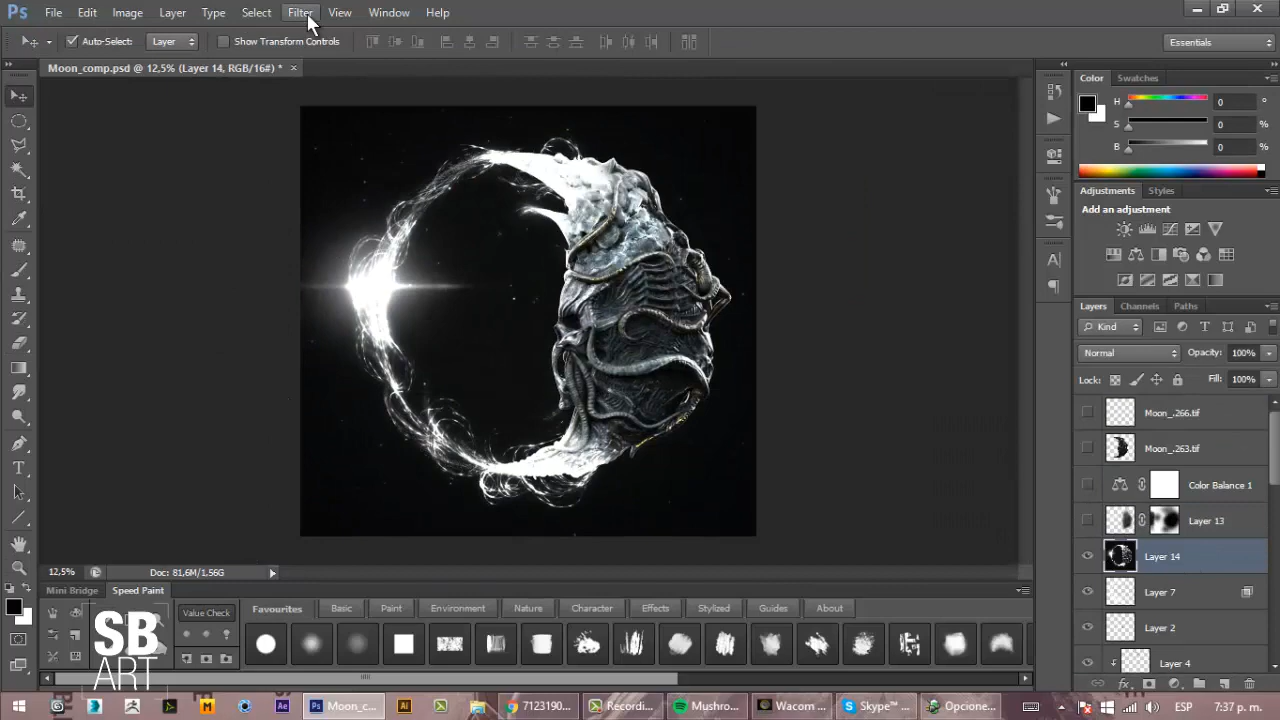 Ps File Edit Image Layer Type Select Filter View Window Help
Auto-Select: Layer Show Transform Controls Essentials
Moon_comp.psd @ 12,5% (Layer 14, RGB/16#) * ×
Color Swatches
H 0 °
S 0 %
B 0 %
Adjustments Styles
Add an adjustment
Layers Channels Paths
Kind
Normal Opacity: 100%
Lock: Fill: 100%
Moon_.266.tif
Moon_.263.tif
Color Balance 1
Layer 13
Layer 14
Layer 7
Layer 2
Layer 4
12,5% Doc: 81,6M/1,56G
Mini Bridge Speed Paint
Value Check Favourites Basic Paint Environment Nature Character Effects Stylized Guides About
SB
ART
Moon_c... 7123190... Recordi... Mushro... Wacom ... Skype™ ... Opcione... ESP 7:37 p. m.